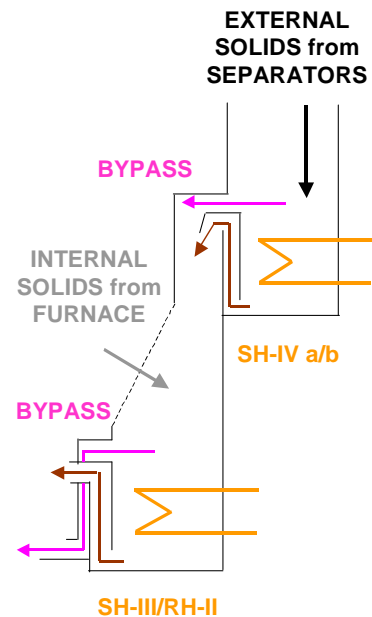 EXTERNAL
SOLIDS from
SEPARATORS
BYPASS
INTERNAL
SOLIDS from
FURNACE
SH-IV a/b
BYPASS
SH-III/RH-II